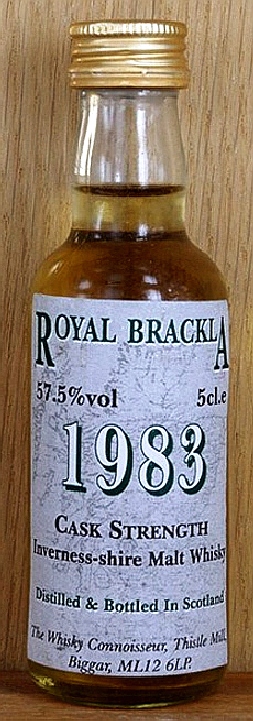 ROYAL BRACKLA
57.5%vol 5cl.e
1983
CASK STRENGTH
Inverness-shire Malt Whisky
Distilled & Bottled In Scotland
The Whisky Connoisseur, Thistle Mill,
Biggar, ML12 6LP.